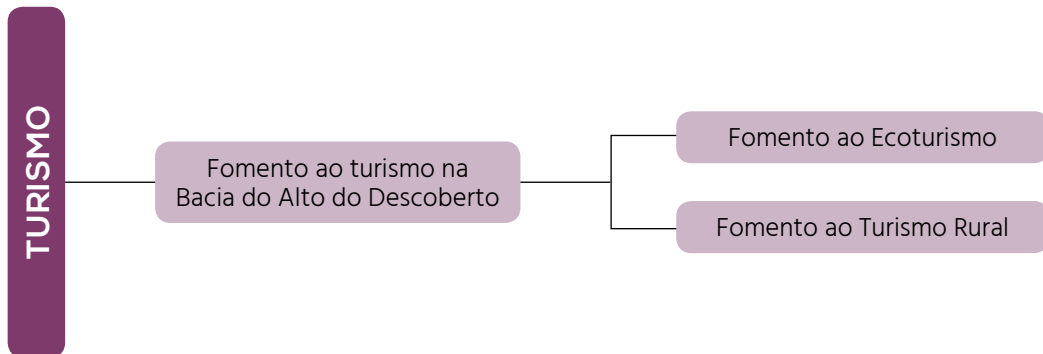 TURISMO
Fomento ao turismo na
Bacia do Alto do Descoberto
Fomento ao Ecoturismo
Fomento ao Turismo Rural